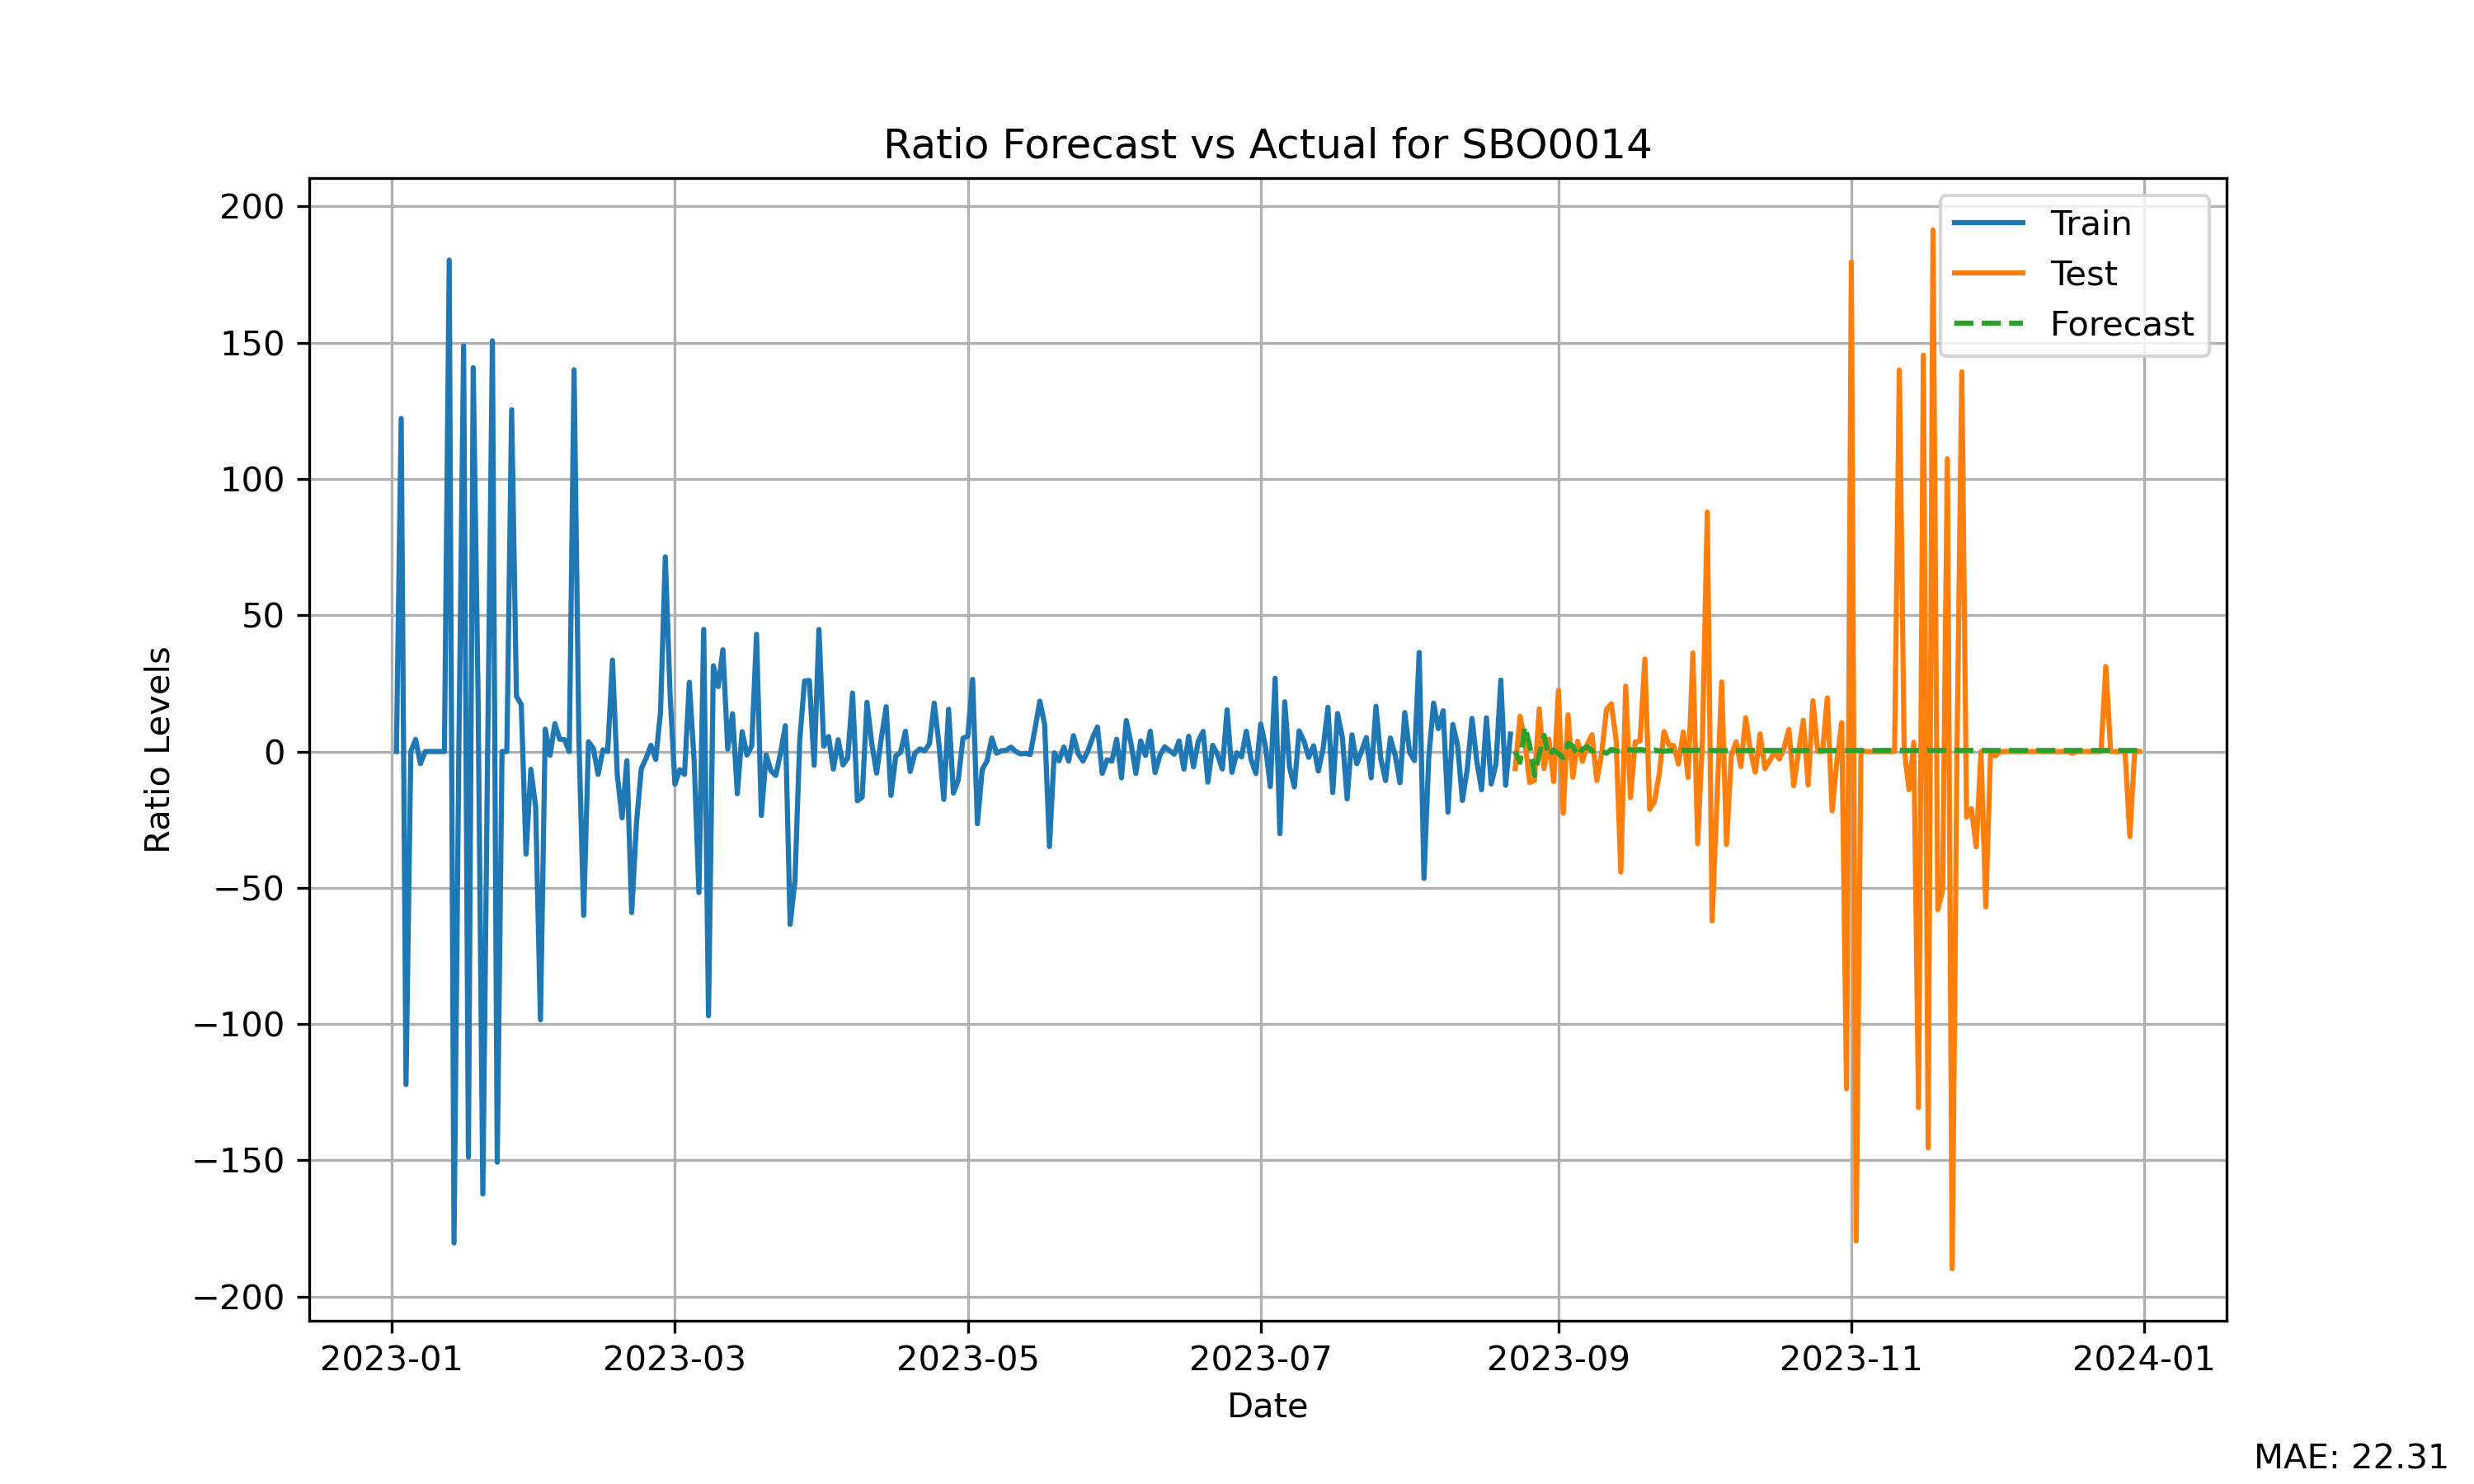 Ratio Forecast vs Actual for SBO0014
Train
Test
Forecast
Ratio Levels
200
150
100
50
0
−50
−100
−150
−200
2023-01
2023-03
2023-05
2023-07
2023-09
2023-11
2024-01
Date
MAE: 22.31